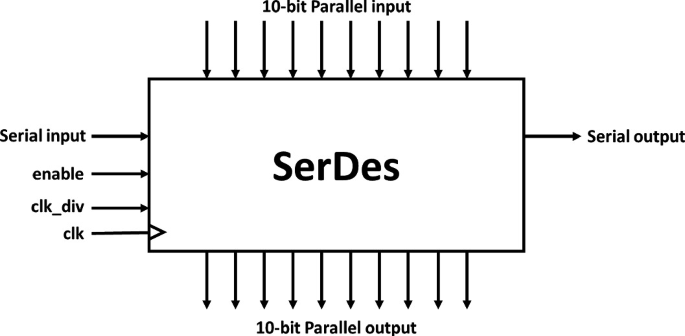 10-bit Parallel input
Serial input
Serial output
enable
SerDes
clk_div
clk
10-bit Parallel output